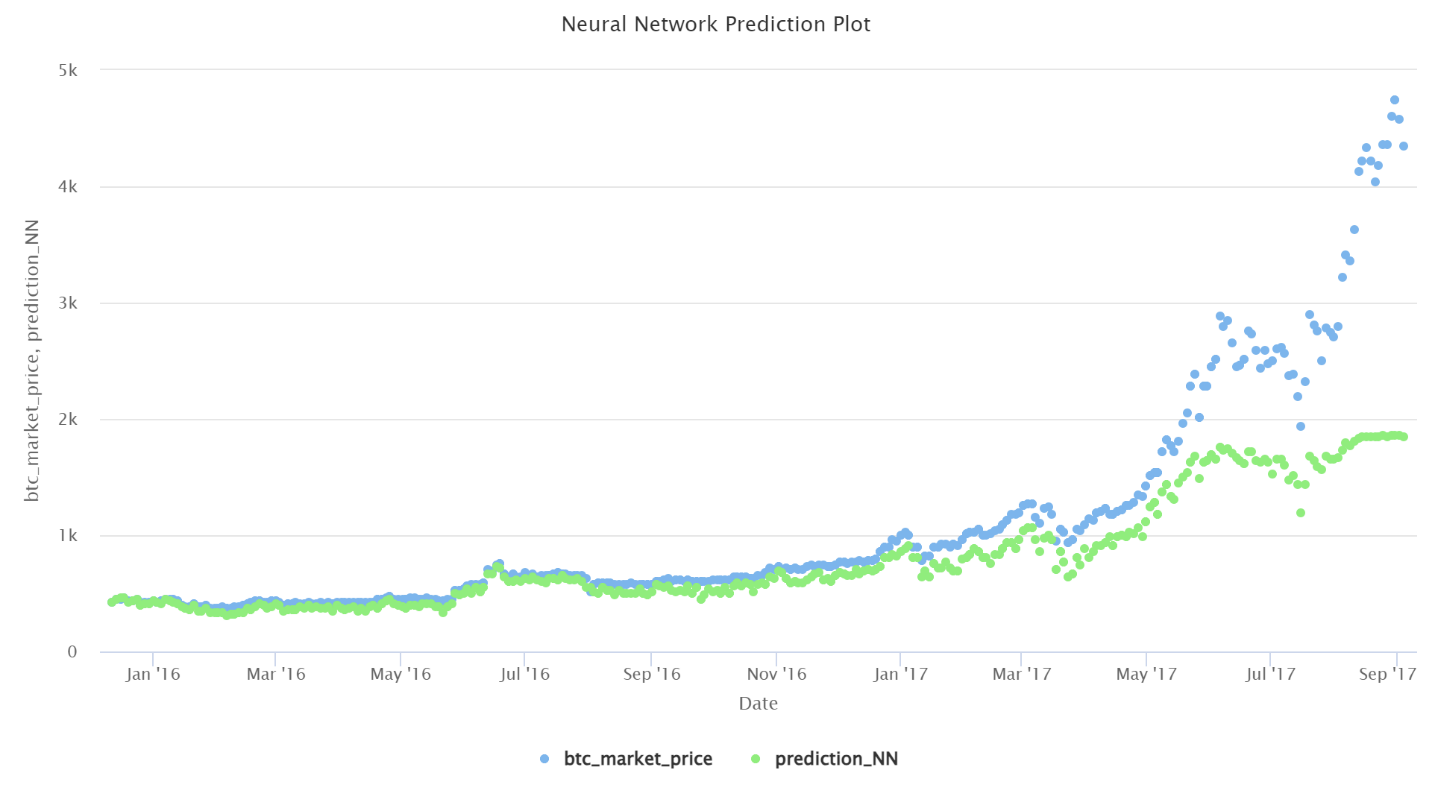 Neural Network Prediction Plot
5k
4k
3k
2k
1k
0
btc_market_price, prediction_NN
Jan '16 Mar '16 May '16 Jul '16 Sep '16 Nov '16 Jan '17 Mar '17 May '17 Jul '17 Sep '17
Date
btc_market_price prediction_NN